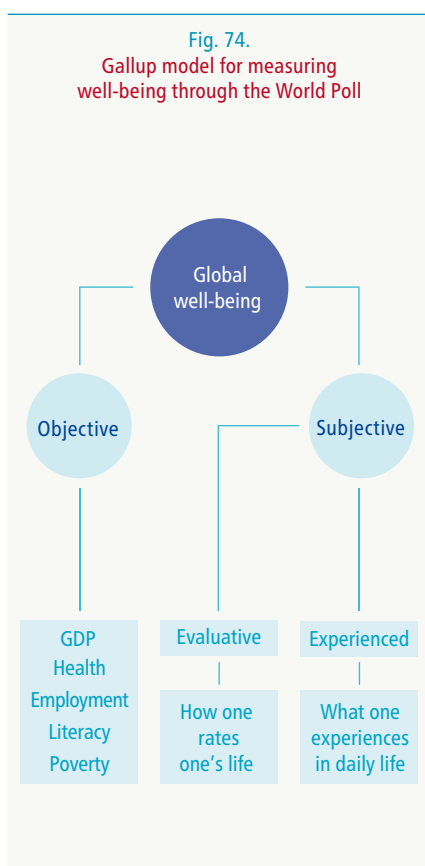 Fig. 74.
Gallup model for measuring
well-being through the World Poll
Global
well-being
Objective
Subjective
GDP
Health
Employment
Literacy
Poverty
Evaluative
How one
rates
one's life
Experienced
What one
experiences
in daily life